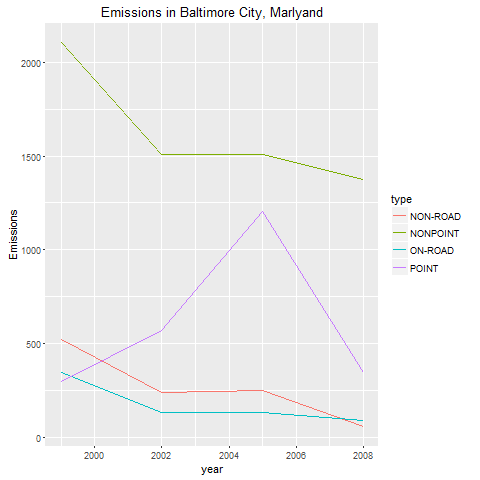 Emissions in Baltimore City, Marlyand
Emissions
2000
1500
1000
500
0
2000 2002 2004 2006 2008
year
type
NON-ROAD
NONPOINT
ON-ROAD
POINT